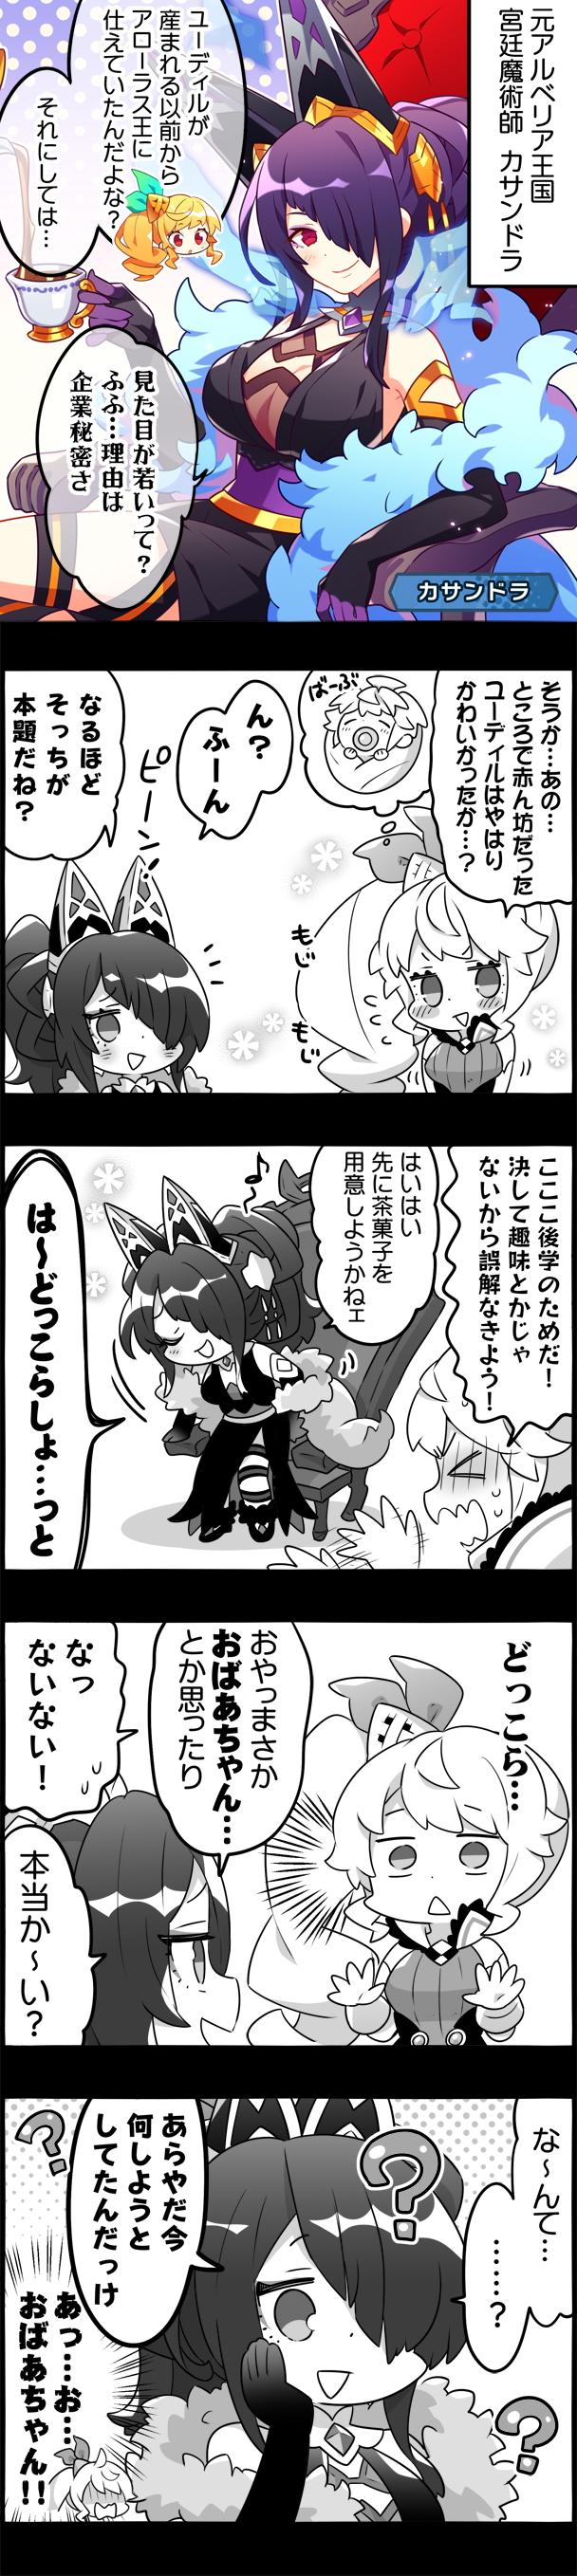 元アルベリア王国
宮廷魔術師 カサンドラ
ユーディルが
産まれる以前から
アローラス王に
仕えていたんだよな?
それにしては…
見た目が若いって?
ふふ…理由は
企業秘密さ
カサンドラ
そうか…あの…
ところで赤ん坊だった
ユーディルはやはり
かわいかったか…?
ばーぶ
もじ
もじ
ん?
ふーん
ピーン!
なるほど
そっちが
本題だね?
こここ後学のためだ!
決して趣味とかじゃ
ないから誤解なきよう!
はいはい
先に茶菓子を
用意しようかねェ
は〜どっこらしょ…っと
どっこら…
おやっまさか
おばあちゃん…
とか思ったり
なっ
ないない!
本当か〜い?
な〜んて…
………?
あらやだ今
何しようと
してたんだっけ
?
?
?
あっ…お…
おばあちゃん!!